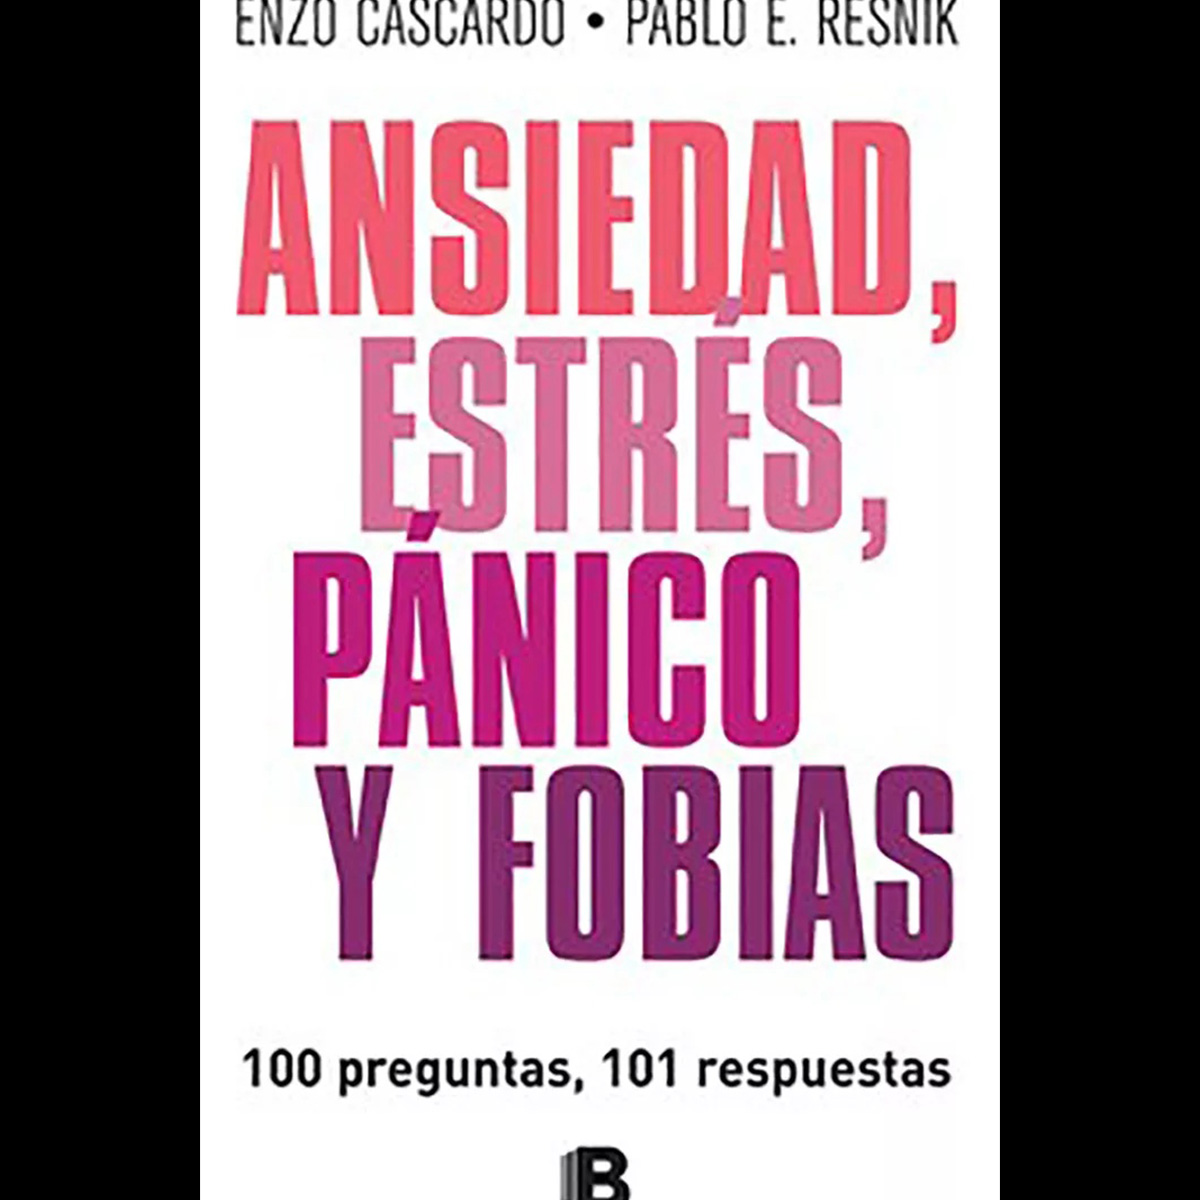 ENZO CASCARDO • PABLO E. RESNIK
ANSIEDAD,
ESTRÉS,
PÁNICO
Y FOBIAS
100 preguntas, 101 respuestas
B